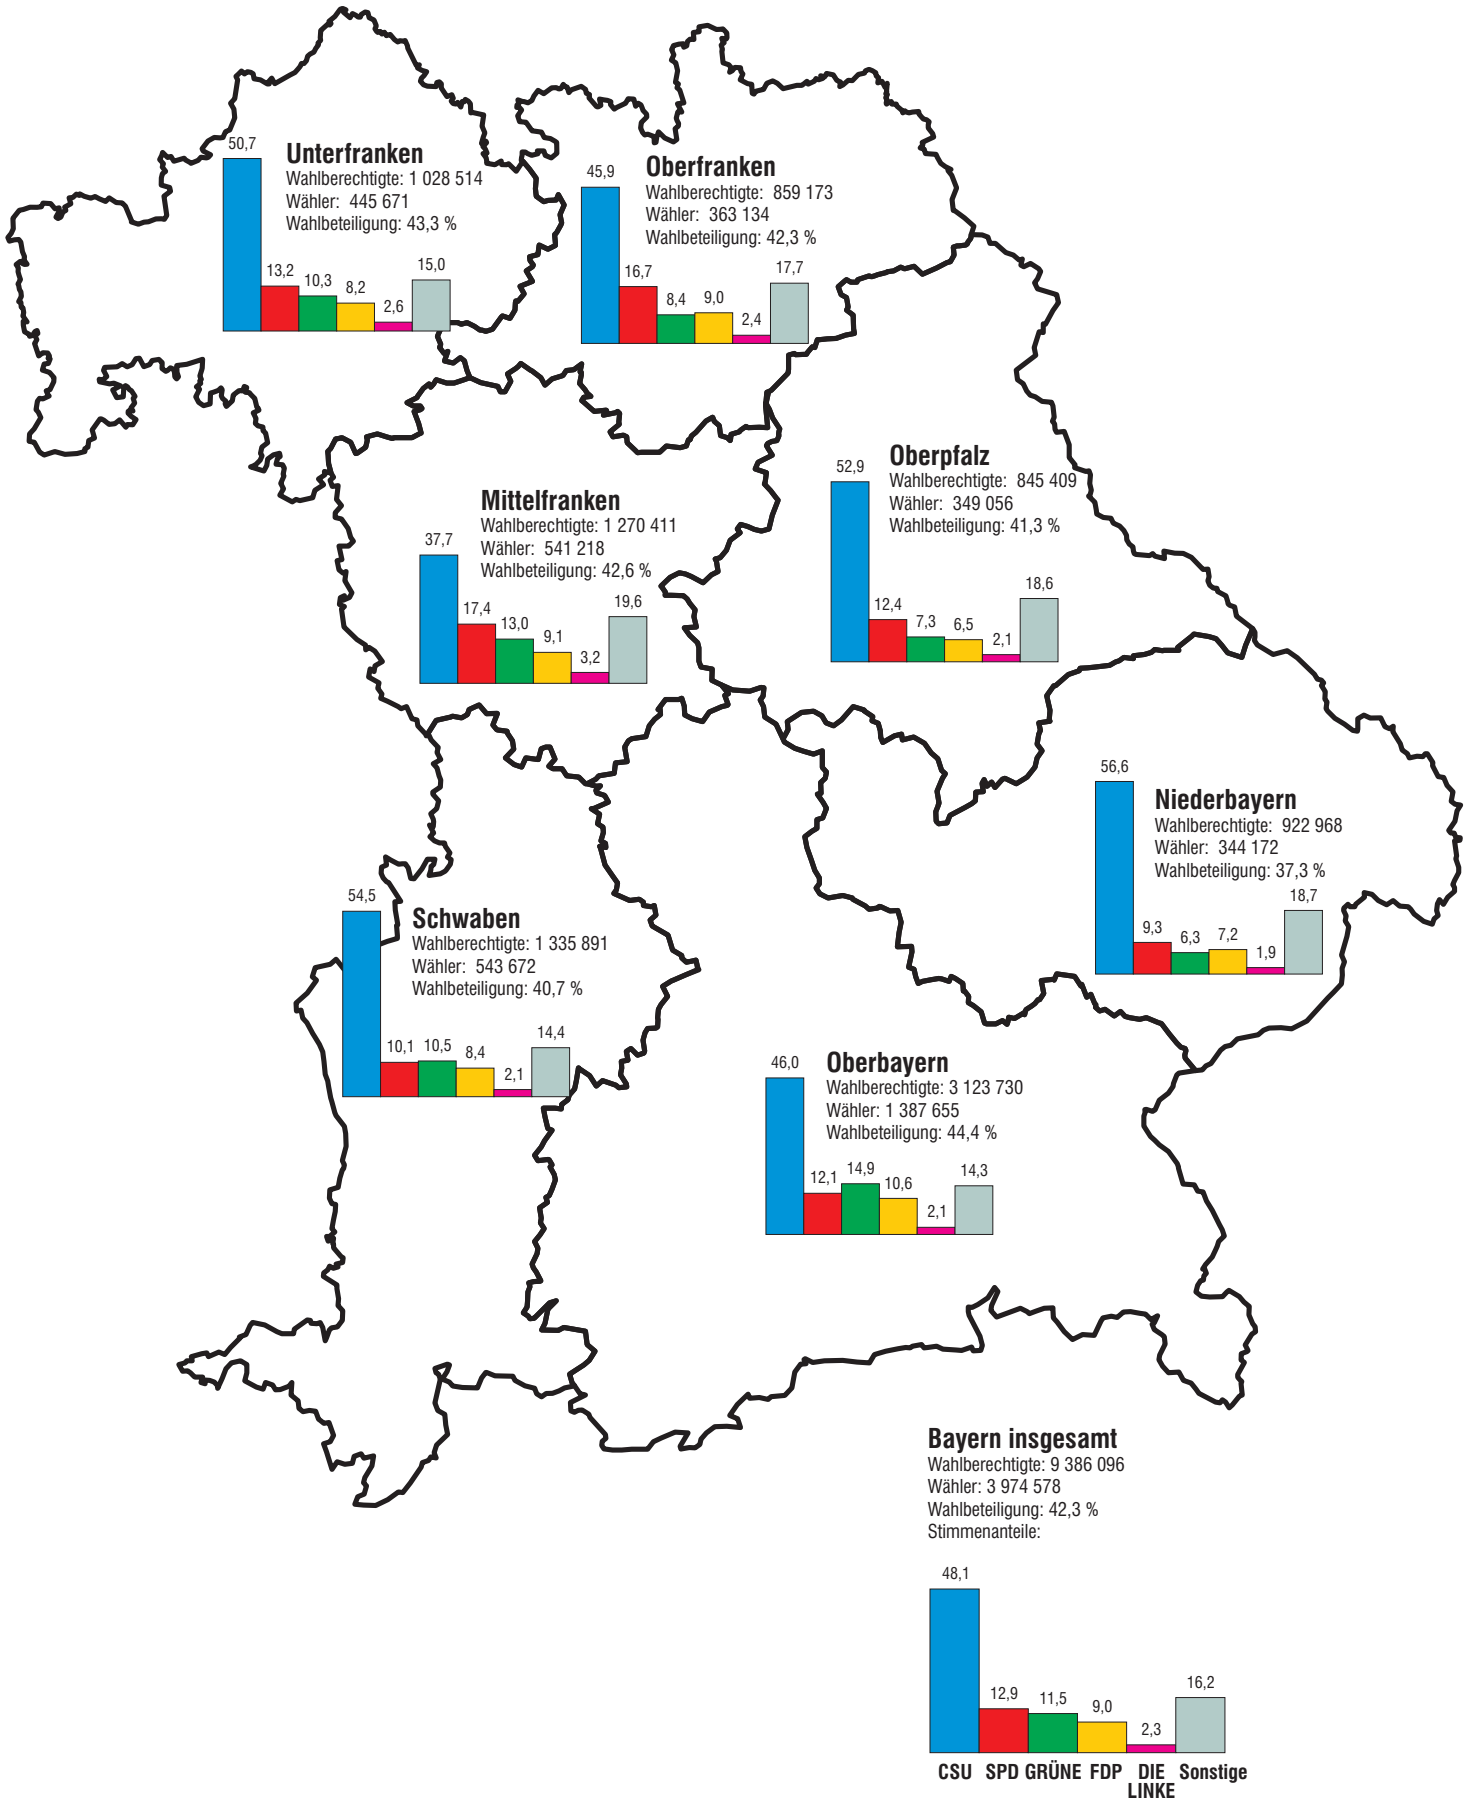 50,7
Unterfranken
Wahlberechtigte: 1 028 514
Wähler: 445 671
Wahlbeteiligung: 43,3 %
13,2
10,3
8,2
2,6
15,0
45,9
Oberfranken
Wahlberechtigte: 859 173
Wähler: 363 134
Wahlbeteiligung: 42,3 %
16,7
8,4
9,0
2,4
17,7
52,9
Oberpfalz
Wahlberechtigte: 845 409
Wähler: 349 056
Wahlbeteiligung: 41,3 %
12,4
7,3
6,5
2,1
18,6
37,7
Mittelfranken
Wahlberechtigte: 1 270 411
Wähler: 541 218
Wahlbeteiligung: 42,6 %
17,4
13,0
9,1
3,2
19,6
56,6
Niederbayern
Wahlberechtigte: 922 968
Wähler: 344 172
Wahlbeteiligung: 37,3 %
9,3
6,3
7,2
1,9
18,7
54,5
Schwaben
Wahlberechtigte: 1 335 891
Wähler: 543 672
Wahlbeteiligung: 40,7 %
10,1
10,5
8,4
2,1
14,4
46,0
Oberbayern
Wahlberechtigte: 3 123 730
Wähler: 1 387 655
Wahlbeteiligung: 44,4 %
12,1
14,9
10,6
2,1
14,3
Bayern insgesamt
Wahlberechtigte: 9 386 096
Wähler: 3 974 578
Wahlbeteiligung: 42,3 %
Stimmenanteile:
48,1
12,9
11,5
9,0
2,3
16,2
CSU SPD GRÜNE FDP DIE Sonstige
LINKE